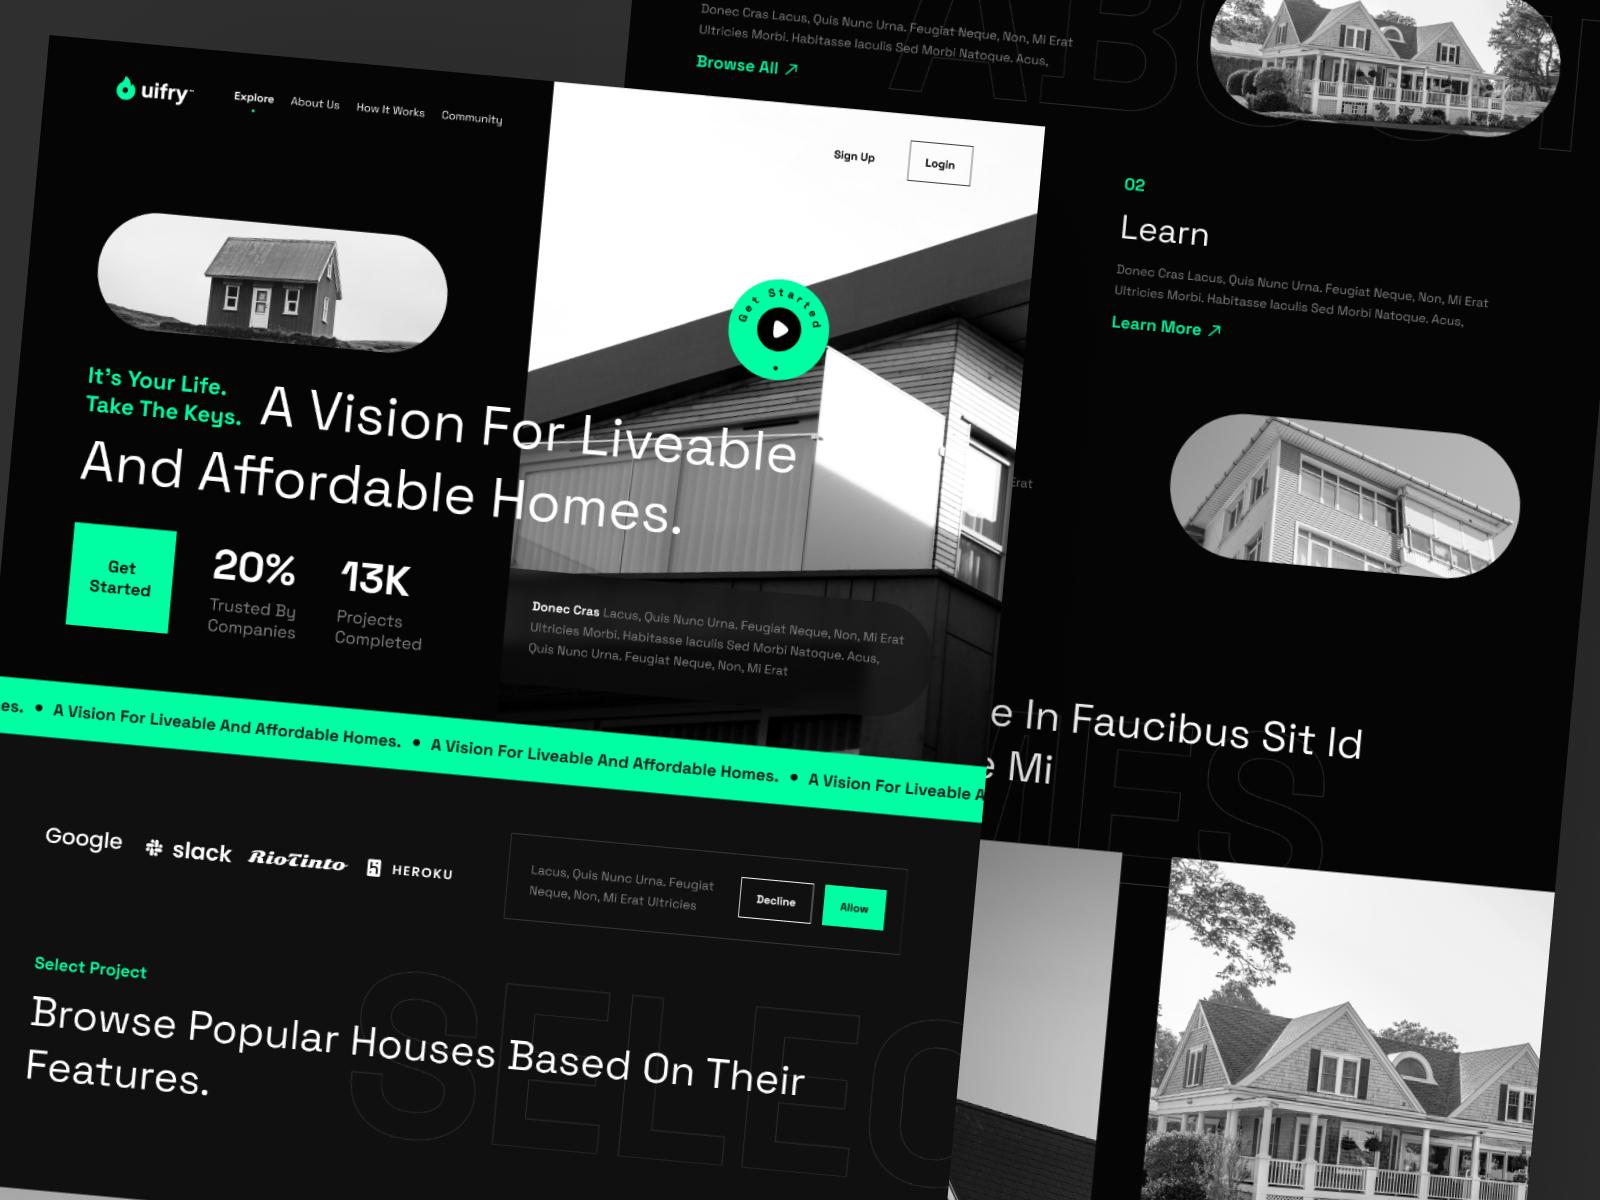 Donec Cras Lacus, Quis Nunc Urna. Feugiat Neque, Non, Mi Erat
Ultricies Morbi. Habitasse Iaculis Sed Morbi Natoque. Acus,
Browse All
uifry
Explore
About Us
How It Works
Community
Sign Up
Login
Get Started
It's Your Life.
Take The Keys.
A Vision For Liveable
And Affordable Homes.
Get
Started
20%
Trusted By
Companies
13K
Projects
Completed
Donec Cras Lacus, Quis Nunc Urna. Feugiat Neque, Non, Mi Erat
Ultricies Morbi. Habitasse Iaculis Sed Morbi Natoque. Acus,
Quis Nunc Urna. Feugiat Neque, Non, Mi Erat
es. • A Vision For Liveable And Affordable Homes. • A Vision For Liveable And Affordable Homes. • A Vision For Liveable A
Google
slack
RioTinto
HEROKU
Lacus, Quis Nunc Urna. Feugiat
Neque, Non, Mi Erat Ultricies
Decline
Allow
Select Project
SELEC
Browse Popular Houses Based On Their
Features.
02
Learn
Donec Cras Lacus, Quis Nunc Urna. Feugiat Neque, Non, Mi Erat
Ultricies Morbi. Habitasse Iaculis Sed Morbi Natoque. Acus,
Learn More
Erat
e In Faucibus Sit Id
e Mi